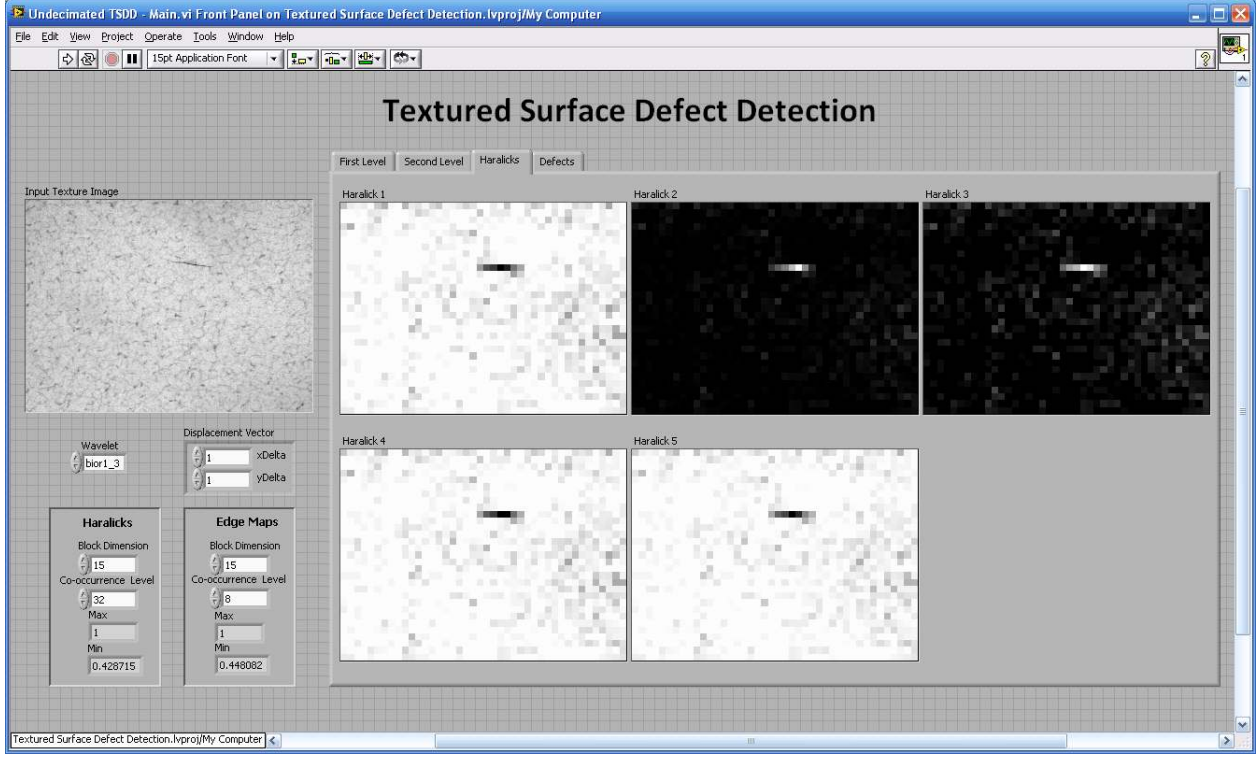 Undecimated TSDD - Main.vi Front Panel on Textured Surface Defect Detection.lvproj/My Computer
File Edit View Project Operate Tools Window Help
15pt Application Font
1
Textured Surface Defect Detection
First Level Second Level Haralicks Defects
Input Texture Image
Haralick 1 Haralick 2 Haralick 3
Haralick 4 Haralick 5
Wavelet
bior1_3
Displacement Vector
1 xDelta
1 yDelta
Haralicks
Block Dimension
15
Co-occurrence Level
32
Max
1
Min
0.428715
Edge Maps
Block Dimension
15
Co-occurrence Level
8
Max
1
Min
0.448082
Textured Surface Defect Detection.lvproj/My Computer